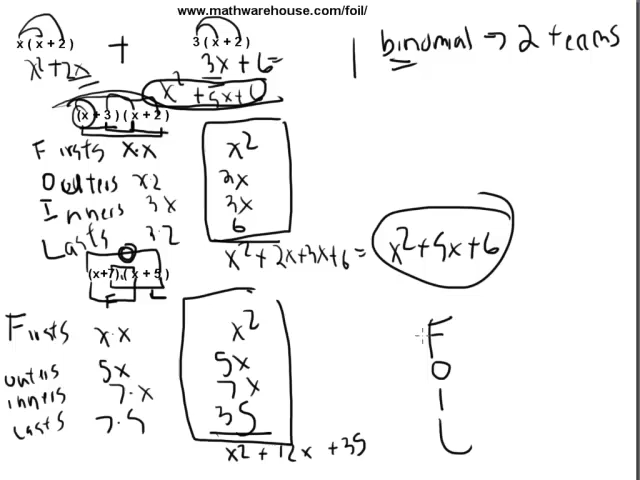 www.mathwarehouse.com/foil/
x ( x + 2 ) + 3 ( x + 2 )
x² + 2x 3x + 6 =
x² + 5x + 6
binomial ⇒ 2 terms
(x + 3 ) ( x + 2 )
Firsts x·x x²
Outers x·2 2x
Inners 3x 3x
Lasts 3·2 6
x² + 2x + 3x + 6 = x² + 5x + 6
O
(x+7) ( x + 5 )
F L
Firsts x·x x²
outers 5x 5x
inners 7·x 7x
lasts 7·5 35
x² + 12x + 35
F
O
I
L